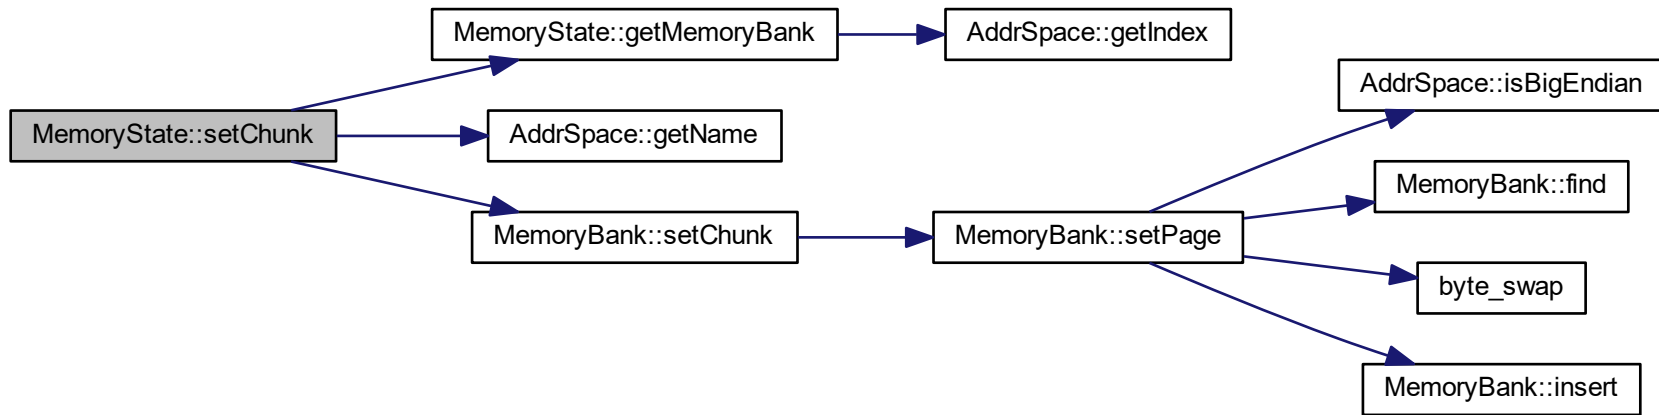 MemoryState::setChunk
MemoryState::getMemoryBank
AddrSpace::getIndex
AddrSpace::getName
MemoryBank::setChunk
MemoryBank::setPage
AddrSpace::isBigEndian
MemoryBank::find
byte_swap
MemoryBank::insert